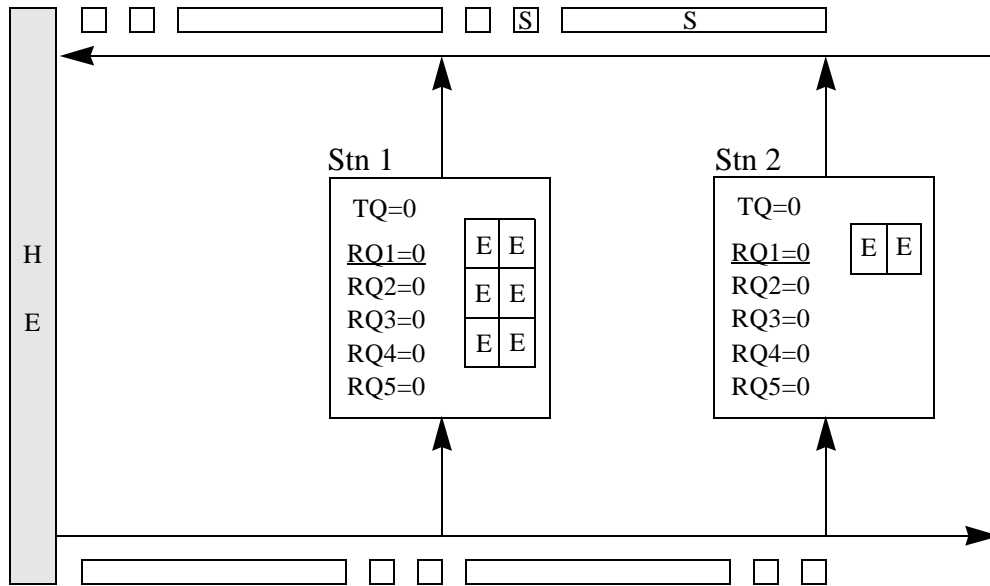 S S
Stn 1
TQ=0
RQ1=0
RQ2=0
RQ3=0
RQ4=0
RQ5=0
E E
E E
E E
Stn 2
TQ=0
RQ1=0
RQ2=0
RQ3=0
RQ4=0
RQ5=0
E E
H
E